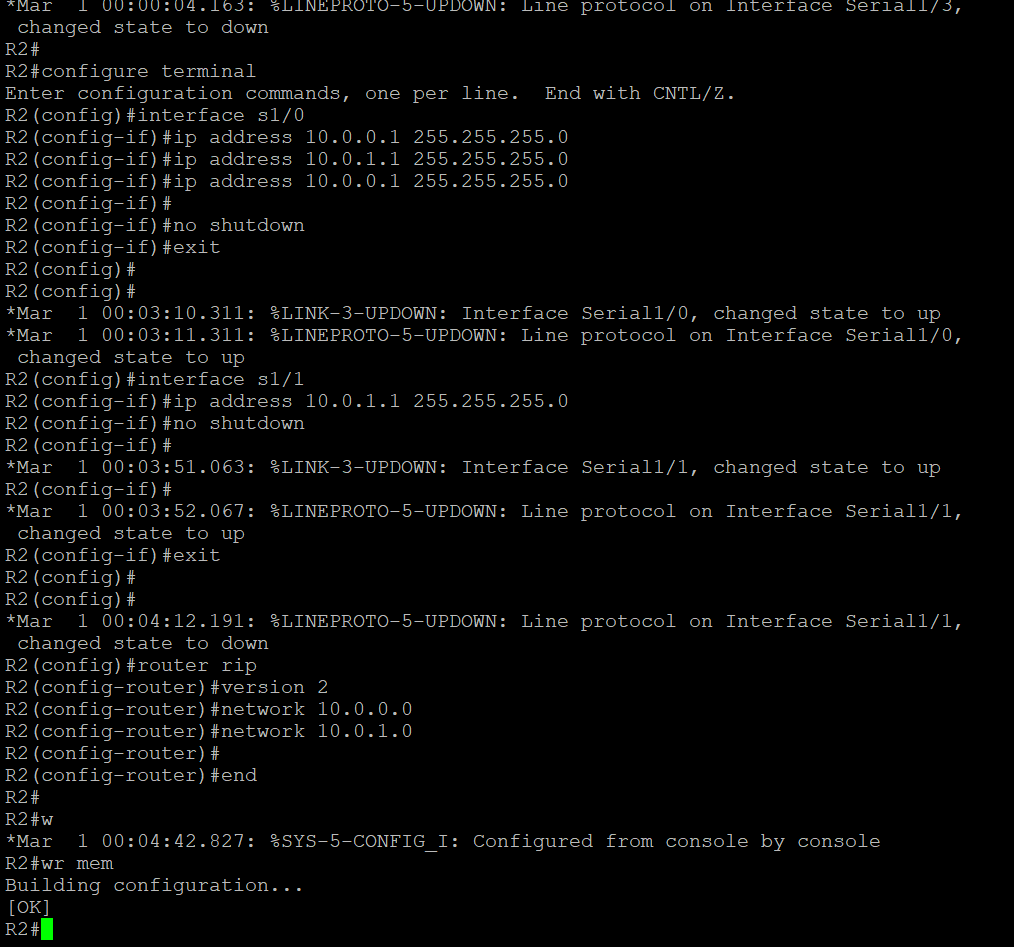 *Mar  1 00:00:04.163: %LINEPROTO-5-UPDOWN: Line protocol on Interface Serial1/3,
 changed state to down
R2#
R2#configure terminal
Enter configuration commands, one per line.  End with CNTL/Z.
R2(config)#interface s1/0
R2(config-if)#ip address 10.0.0.1 255.255.255.0
R2(config-if)#ip address 10.0.1.1 255.255.255.0
R2(config-if)#ip address 10.0.0.1 255.255.255.0
R2(config-if)#
R2(config-if)#no shutdown
R2(config-if)#exit
R2(config)#
R2(config)#
*Mar  1 00:03:10.311: %LINK-3-UPDOWN: Interface Serial1/0, changed state to up
*Mar  1 00:03:11.311: %LINEPROTO-5-UPDOWN: Line protocol on Interface Serial1/0,
 changed state to up
R2(config)#interface s1/1
R2(config-if)#ip address 10.0.1.1 255.255.255.0
R2(config-if)#no shutdown
R2(config-if)#
*Mar  1 00:03:51.063: %LINK-3-UPDOWN: Interface Serial1/1, changed state to up
R2(config-if)#
*Mar  1 00:03:52.067: %LINEPROTO-5-UPDOWN: Line protocol on Interface Serial1/1,
 changed state to up
R2(config-if)#exit
R2(config)#
R2(config)#
*Mar  1 00:04:12.191: %LINEPROTO-5-UPDOWN: Line protocol on Interface Serial1/1,
 changed state to down
R2(config)#router rip
R2(config-router)#version 2
R2(config-router)#network 10.0.0.0
R2(config-router)#network 10.0.1.0
R2(config-router)#
R2(config-router)#end
R2#
R2#w
*Mar  1 00:04:42.827: %SYS-5-CONFIG_I: Configured from console by console
R2#wr mem
Building configuration...
[OK]
R2#